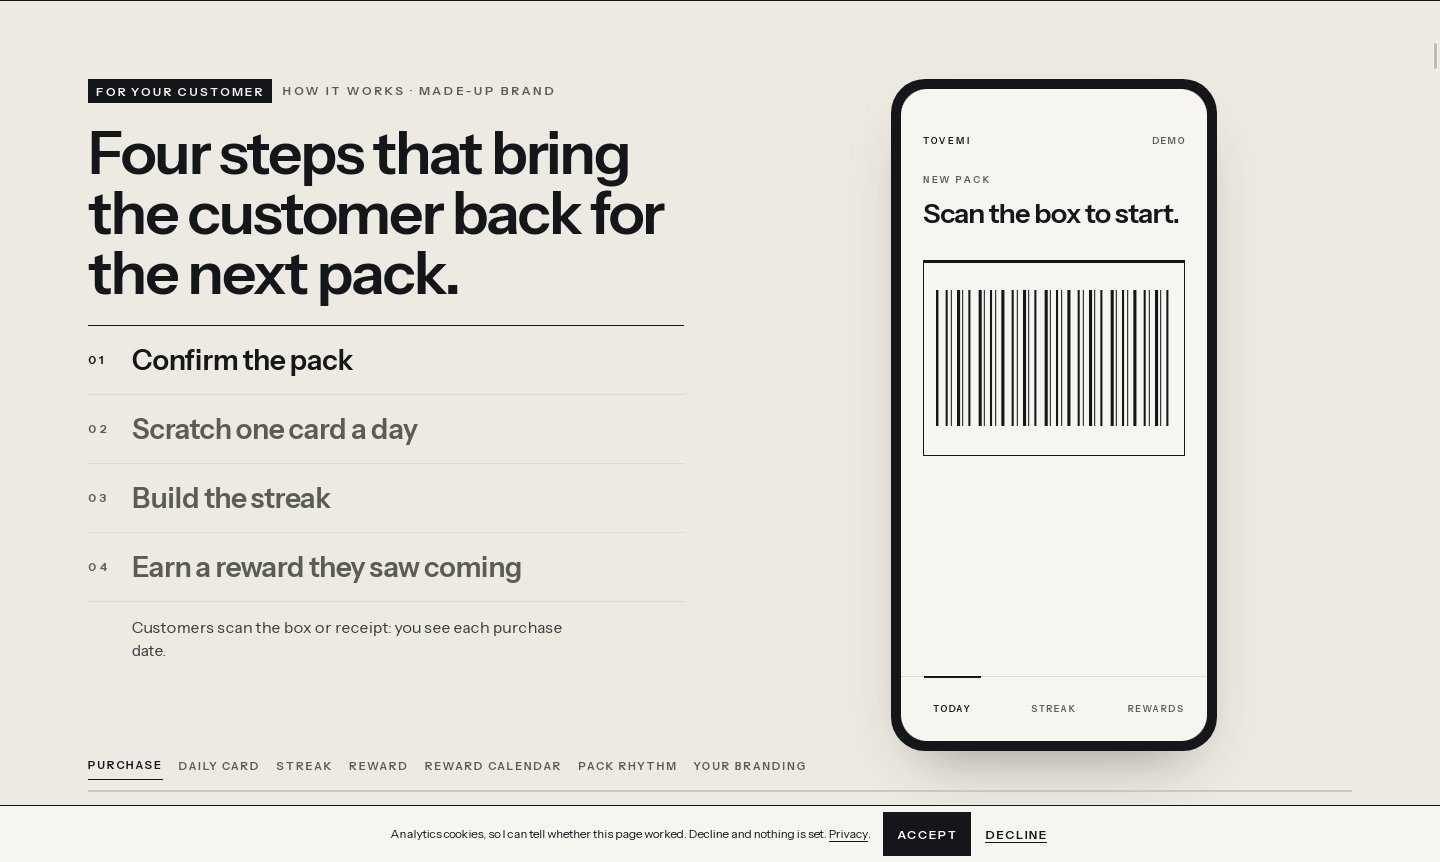 FOR YOUR CUSTOMER HOW IT WORKS · MADE-UP BRAND
Four steps that bring
the customer back for
the next pack.
01 Confirm the pack
02 Scratch one card a day
03 Build the streak
04 Earn a reward they saw coming
Customers scan the box or receipt: you see each purchase
date.
TOVEMI DEMO
NEW PACK
Scan the box to start.
TODAY STREAK REWARDS
PURCHASE DAILY CARD STREAK REWARD REWARD CALENDAR PACK RHYTHM YOUR BRANDING
Analytics cookies, so I can tell whether this page worked. Decline and nothing is set. Privacy. ACCEPT DECLINE